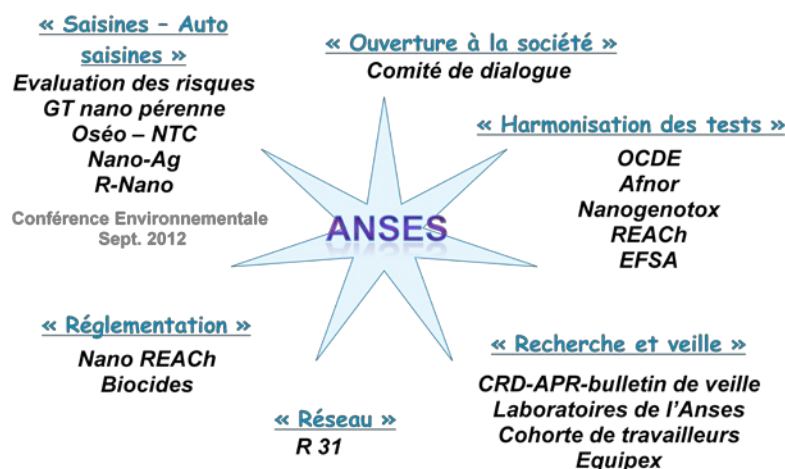 « Saisines – Auto
saisines »
Evaluation des risques
GT nano pérenne
Oséo – NTC
Nano-Ag
R-Nano
Conférence Environnementale
Sept. 2012
« Ouverture à la société »
Comité de dialogue
« Harmonisation des tests »
OCDE
Afnor
Nanogenotox
REACh
EFSA
ANSES
« Réglementation »
Nano REACh
Biocides
« Réseau »
R 31
« Recherche et veille »
CRD-APR-bulletin de veille
Laboratoires de l’Anses
Cohorte de travailleurs
Equipex